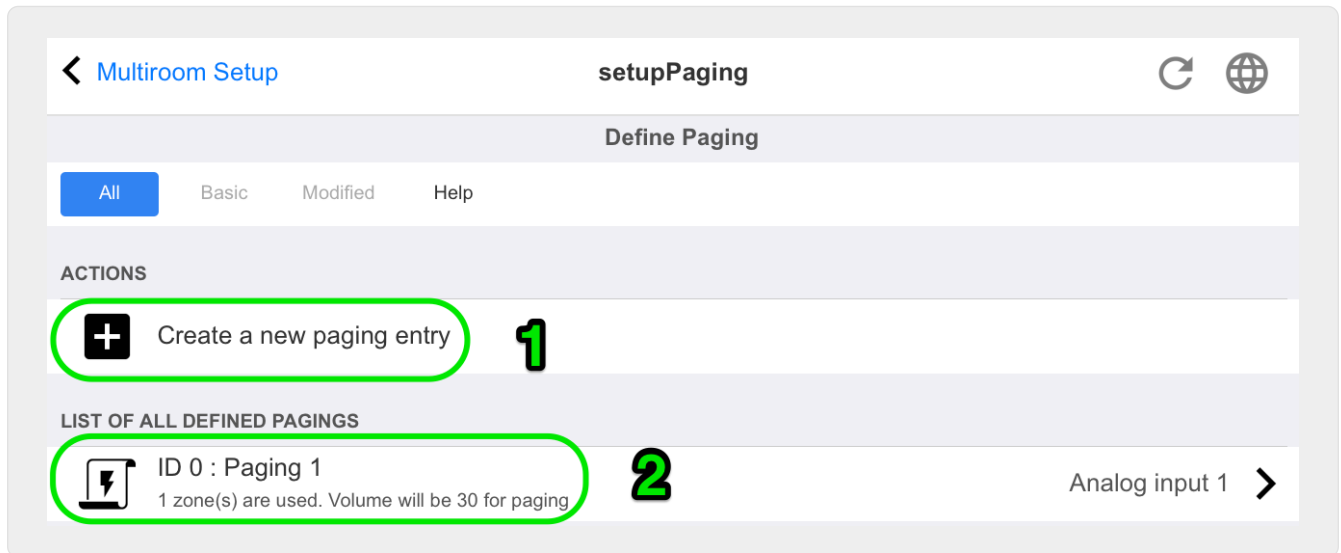 Multiroom Setup
setupPaging
Define Paging
All Basic Modified Help
ACTIONS
Create a new paging entry
1
LIST OF ALL DEFINED PAGINGS
ID 0 : Paging 1
1 zone(s) are used. Volume will be 30 for paging
2
Analog input 1